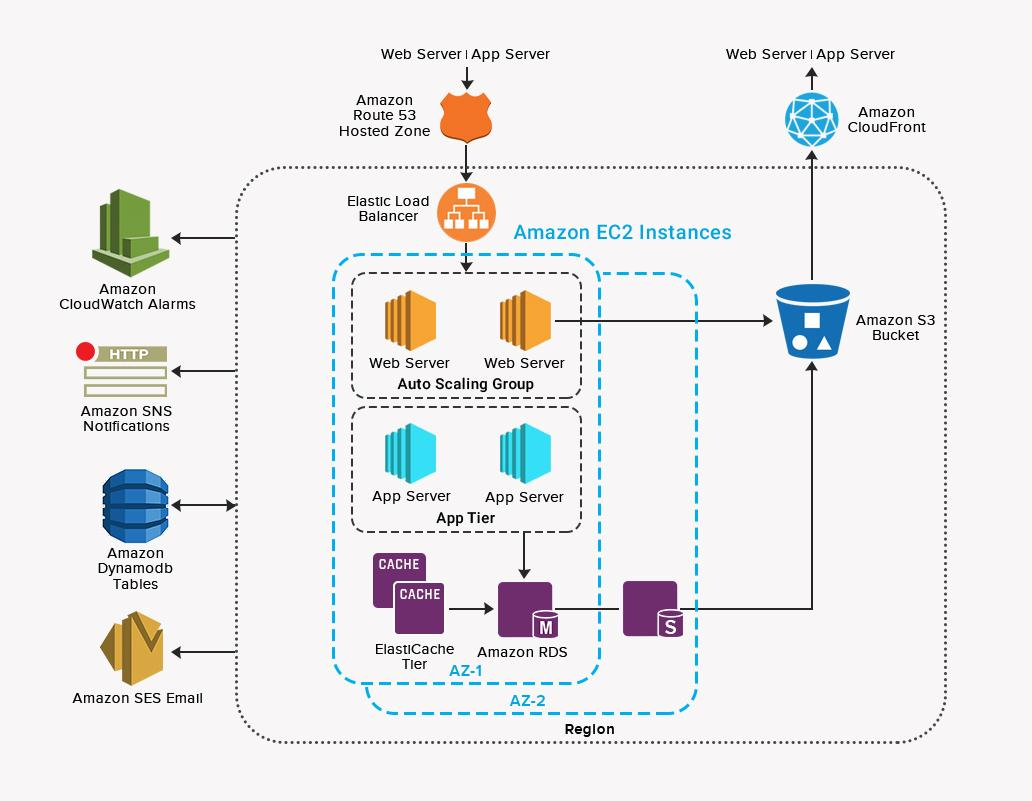 Web Server | App Server
Web Server | App Server
Amazon
Route 53
Hosted Zone
Amazon
CloudFront
Elastic Load
Balancer
Amazon EC2 Instances
Amazon
CloudWatch Alarms
Web Server
Web Server
Auto Scaling Group
Amazon S3
Bucket
HTTP
Amazon SNS
Notifications
App Server
App Server
App Tier
Amazon
Dynamodb
Tables
CACHE
CACHE
M
S
ElastiCache
Tier
Amazon RDS
AZ-1
Amazon SES Email
AZ-2
Region